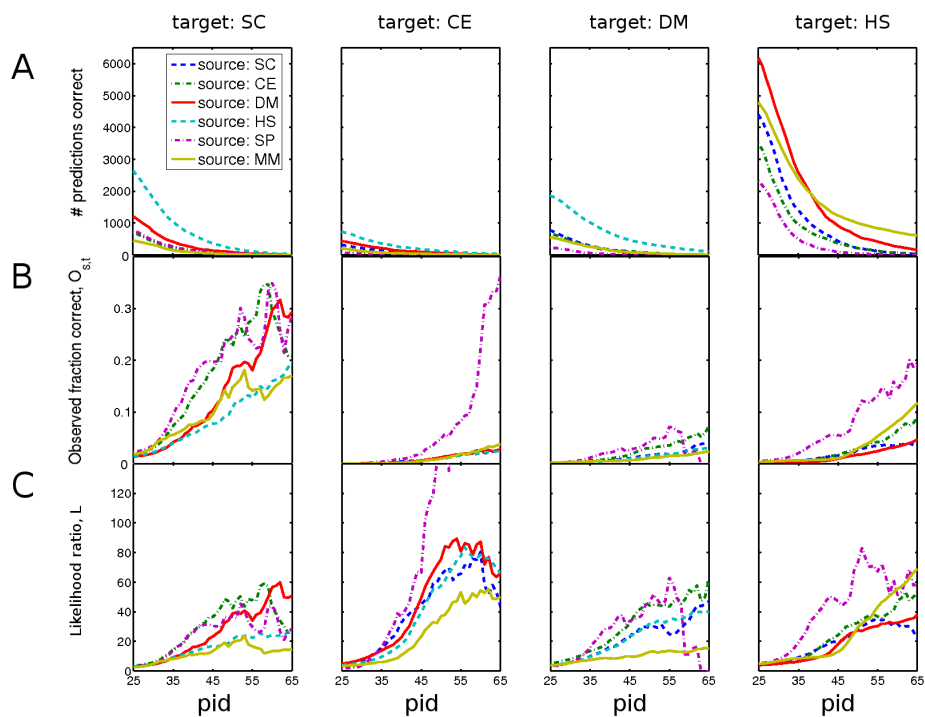 target: SC
target: CE
target: DM
target: HS
A
# predictions correct
6000
5000
4000
3000
2000
1000
0
source: SC
source: CE
source: DM
source: HS
source: SP
source: MM
B
Observed fraction correct, O s,t
0.3
0.2
0.1
0
C
Likelihood ratio, L
120
100
80
60
40
20
0
25 35 45 55 65
25 35 45 55 65
25 35 45 55 65
25 35 45 55 65
pid
pid
pid
pid